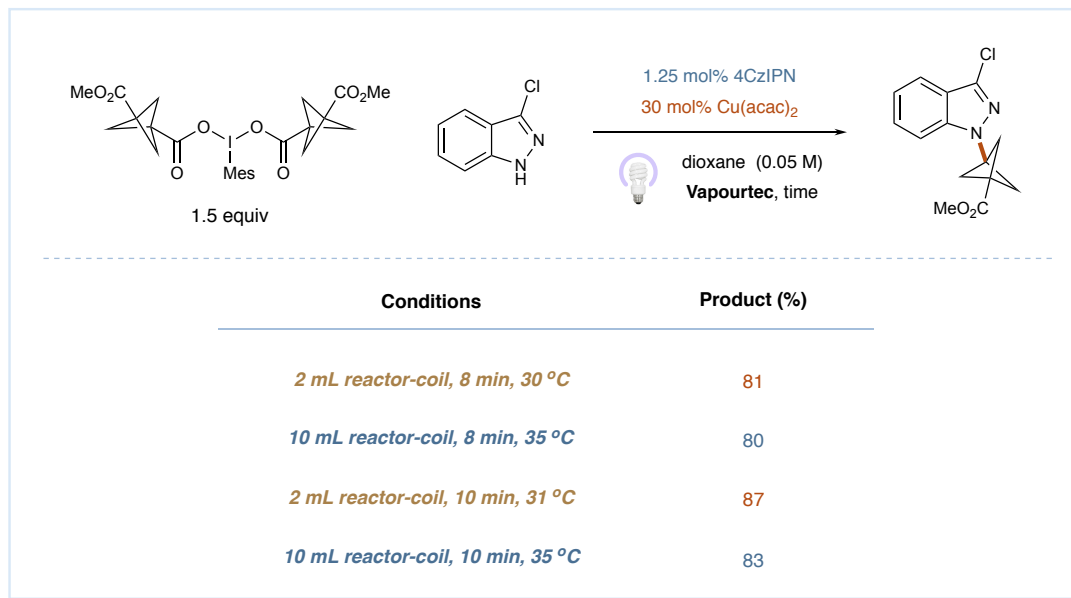 MeO2C
CO2Me
O
I
O
O
Mes
O
1.5 equiv
Cl
N
N
H
1.25 mol% 4CzIPN
30 mol% Cu(acac)2
dioxane (0.05 M)
Vapourtec, time
Cl
N
N
MeO2C
Conditions Product (%)
2 mL reactor-coil, 8 min, 30 °C 81
10 mL reactor-coil, 8 min, 35 °C 80
2 mL reactor-coil, 10 min, 31 °C 87
10 mL reactor-coil, 10 min, 35 °C 83